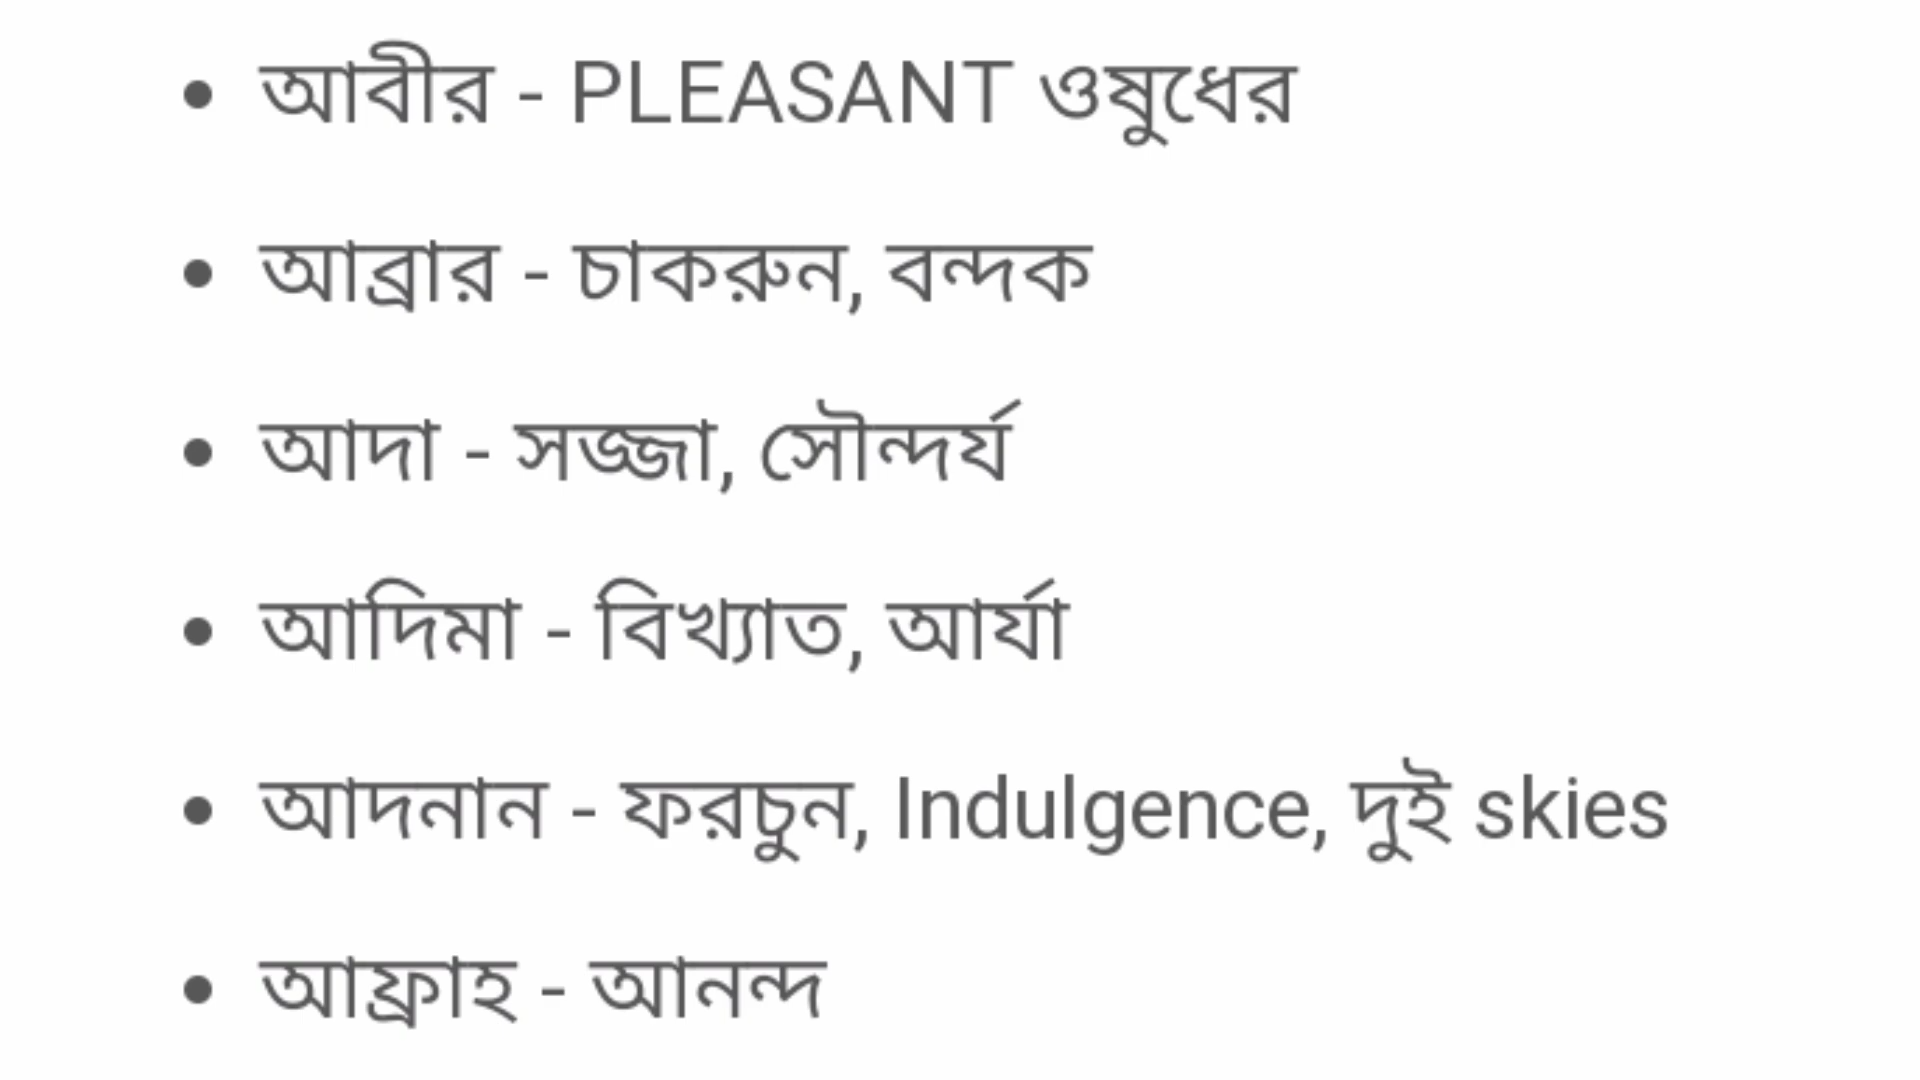 • আবীর - PLEASANT ওষুধের
• আব্রার - চাকরুন, বন্দক
• আদা - সজ্জা, সৌন্দর্য
• আদিমা - বিখ্যাত, আর্যা
• আদনান - ফরচুন, Indulgence, দুই skies
• আফ্রাহ - আনন্দ